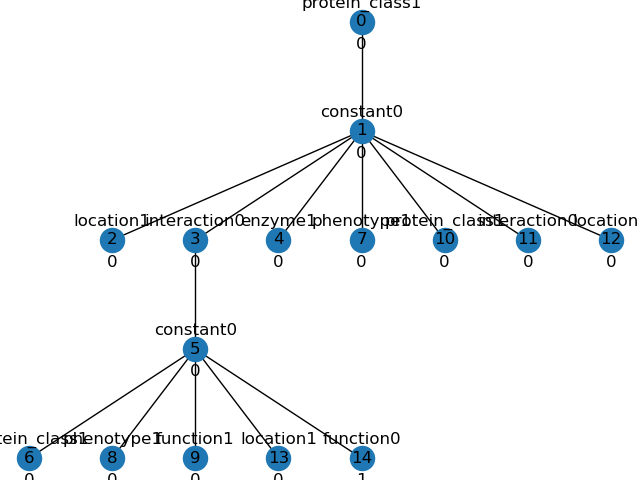 protein_class1
0
0
constant0
1
0
location1 interaction0 enzyme1 phenotype1 protein_class1 interaction0 location
2 3 4 7 10 11 12
0 0 0 0 0 0 0
constant0
5
0
tein_class1 phenotype1 function1 location1 function0
6 8 9 13 14
0 0 0 0 1